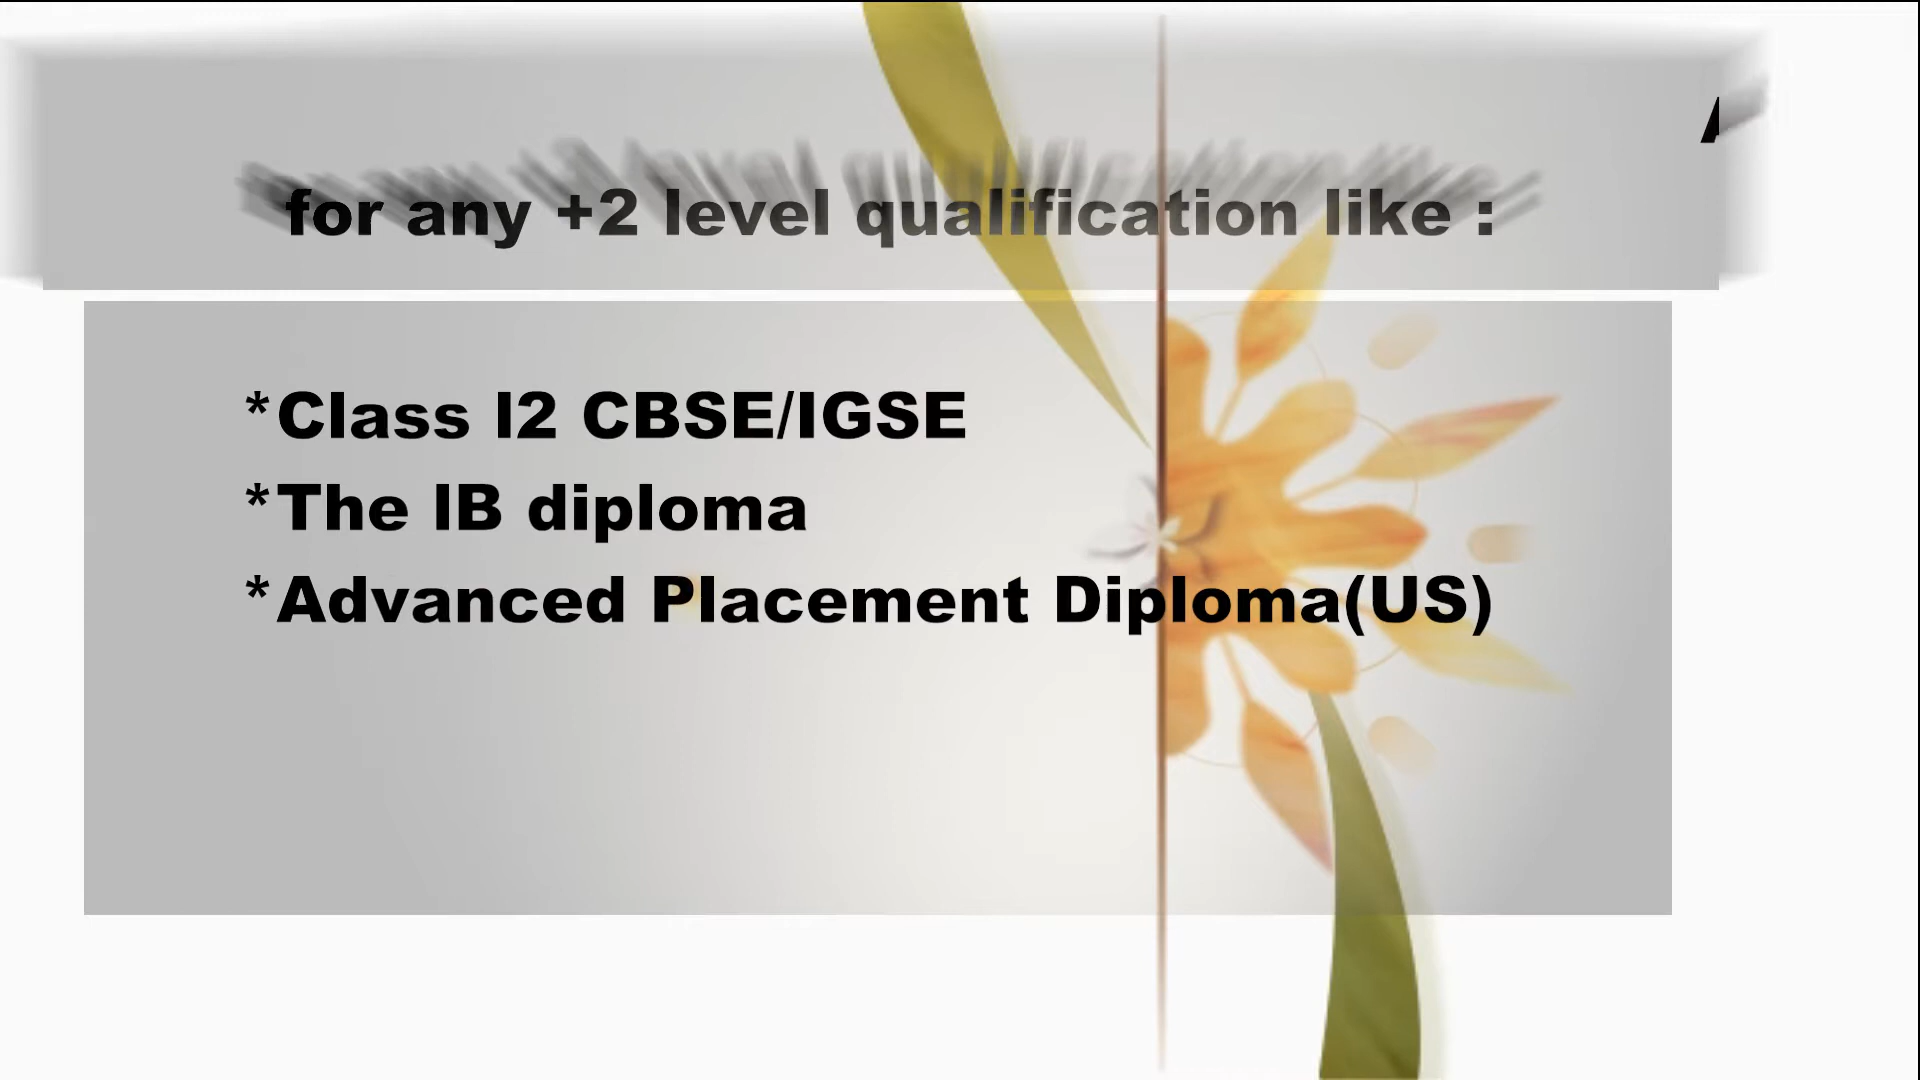 for any +2 level qualification like :
*Class I2 CBSE/IGSE
*The IB diploma
*Advanced Placement Diploma(US)